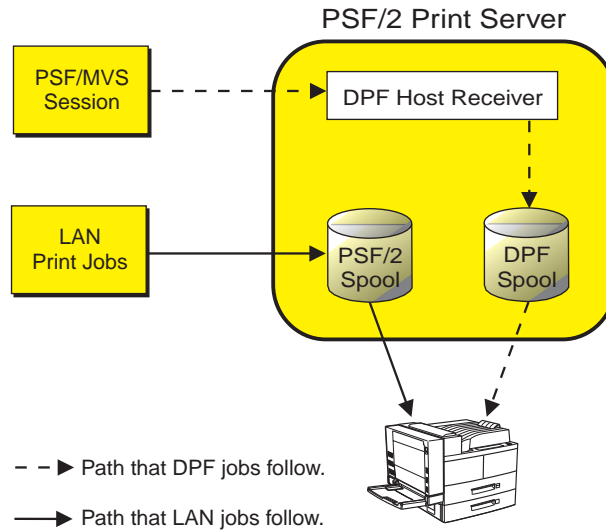 PSF/2 Print Server
PSF/MVS
Session
DPF Host Receiver
LAN
Print Jobs
PSF/2
Spool
DPF
Spool
Path that DPF jobs follow.
Path that LAN jobs follow.